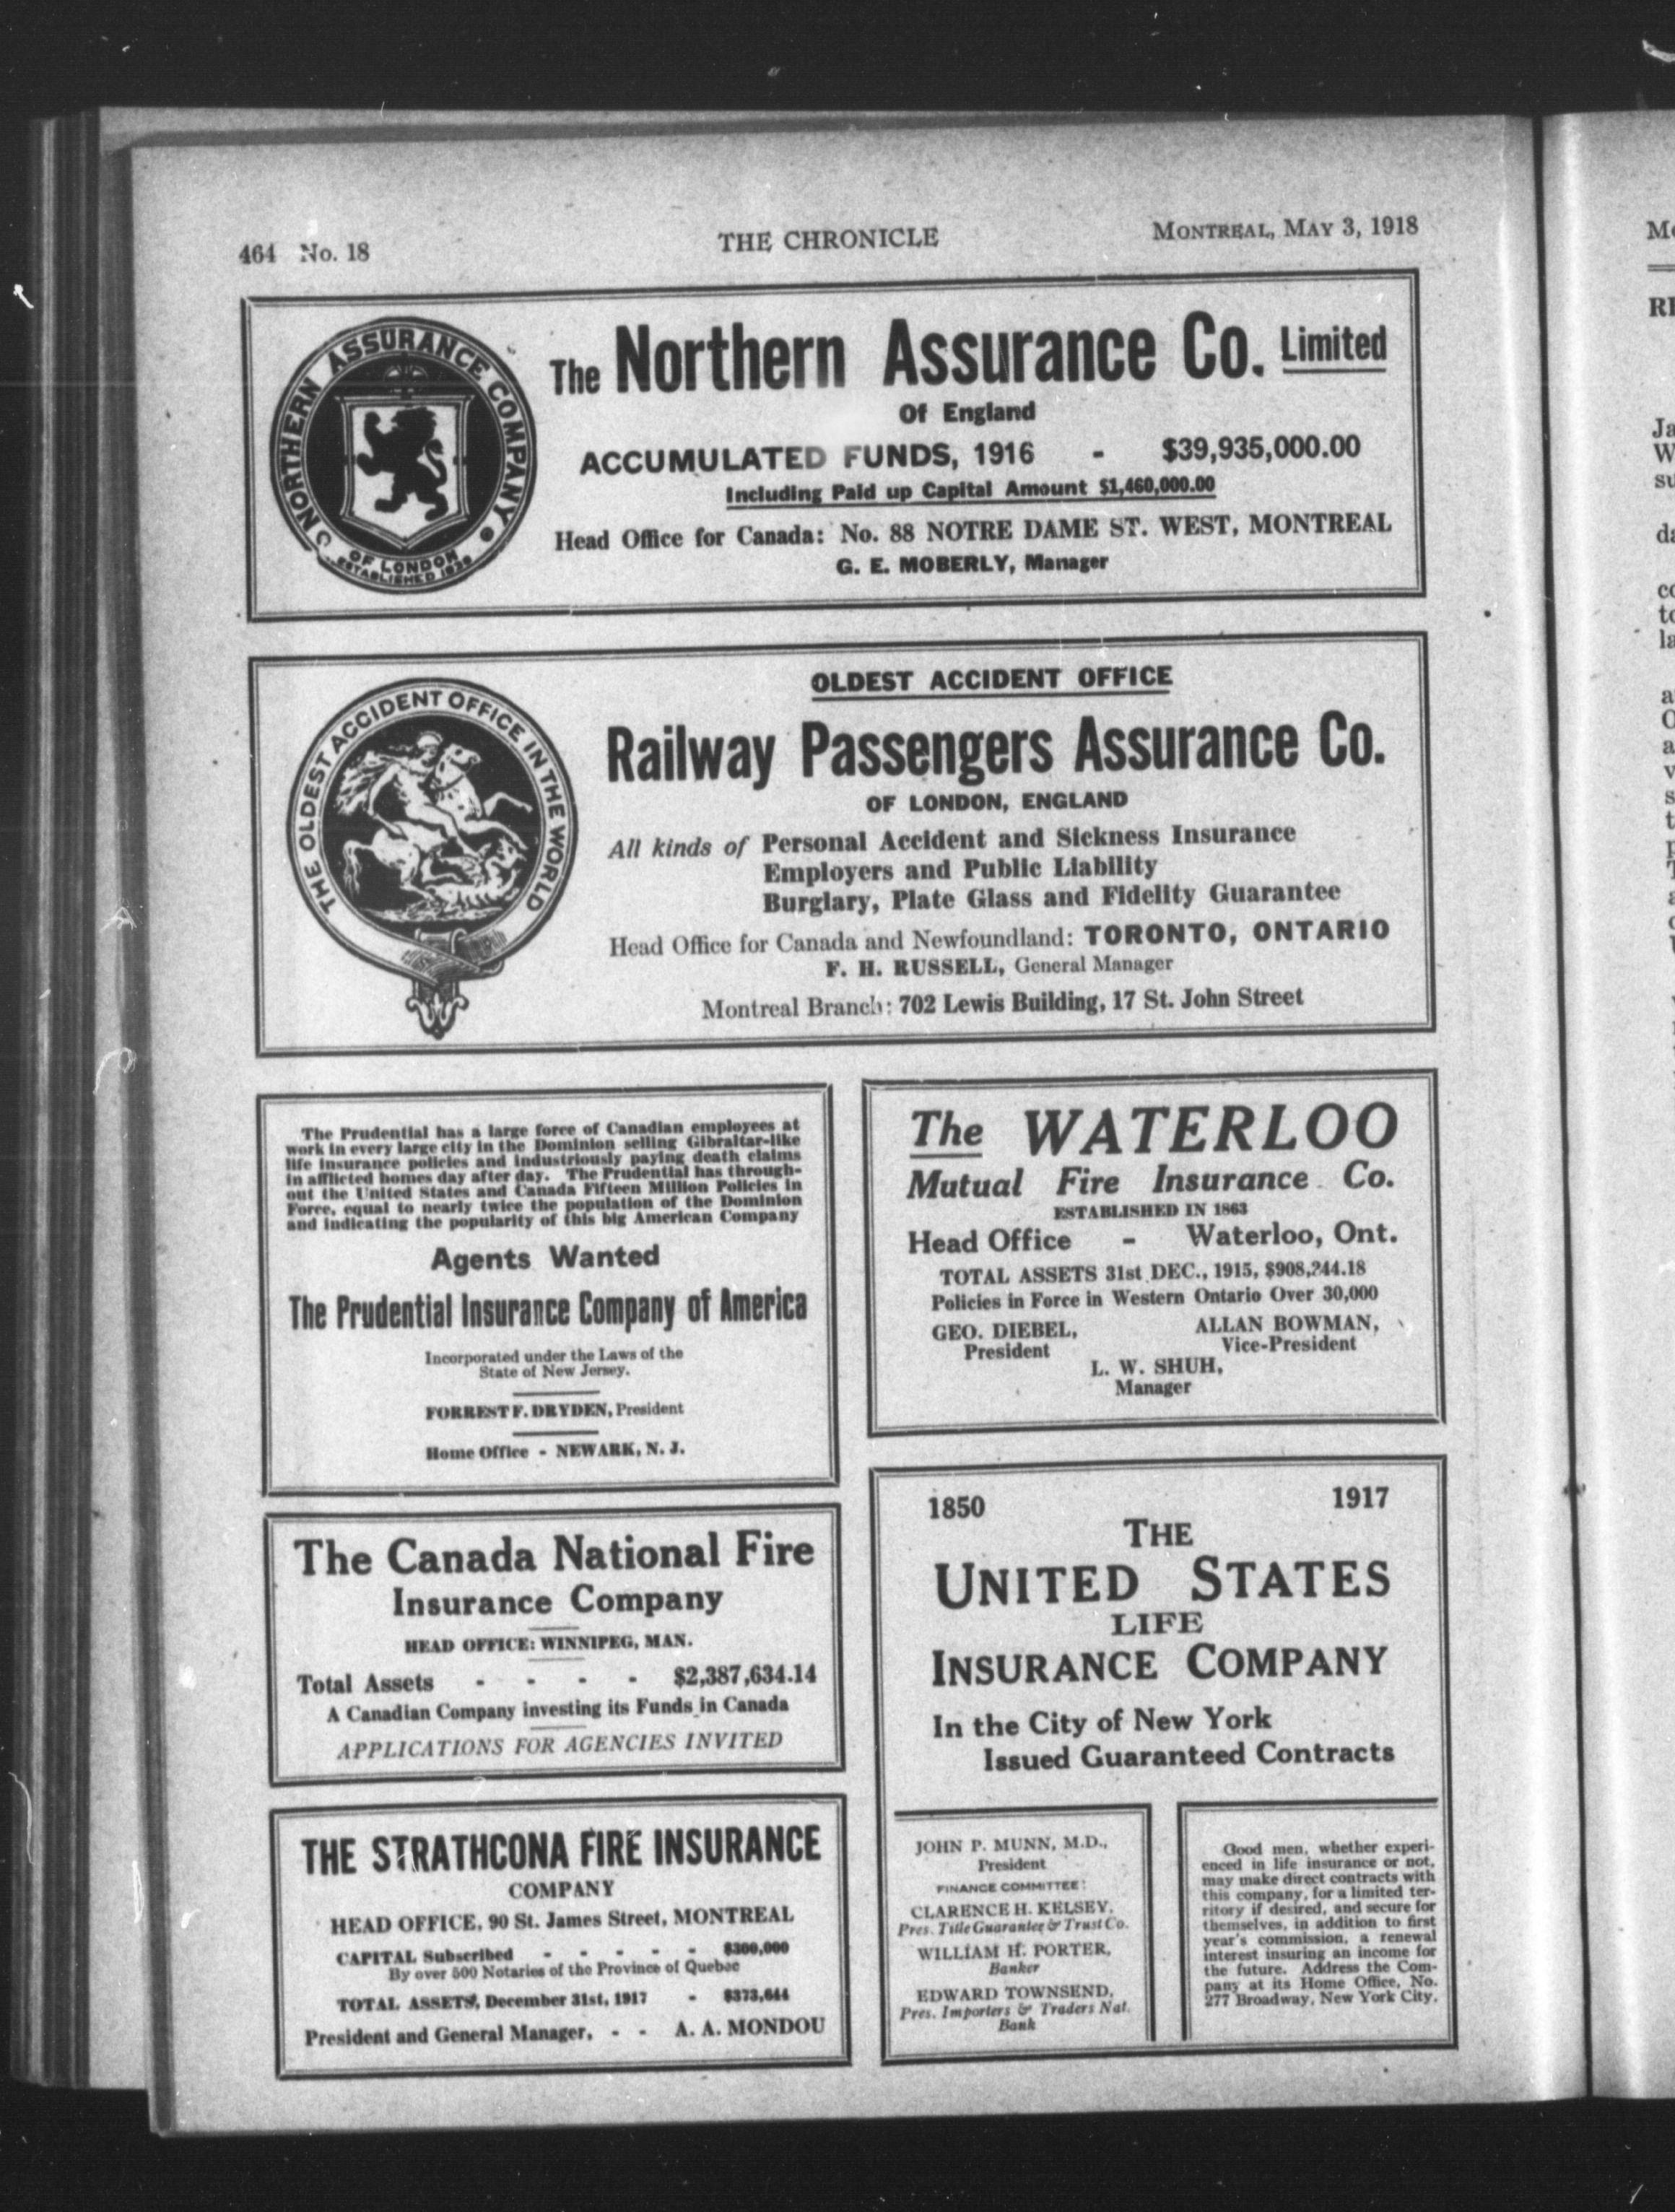 464 No. 18
THE CHRONICLE
MONTREAL, MAY 3, 1918
NORTHERN ASSURANCE COMPANY
OF LONDON
ESTABLISHED 1836
The Northern Assurance Co. Limited
Of England
ACCUMULATED FUNDS, 1916 - $39,935,000.00
Including Paid up Capital Amount $1,460,000.00
Head Office for Canada: No. 88 NOTRE DAME ST. WEST, MONTREAL
G. E. MOBERLY, Manager
THE OLDEST ACCIDENT OFFICE IN THE WORLD
OLDEST ACCIDENT OFFICE
Railway Passengers Assurance Co.
OF LONDON, ENGLAND
All kinds of Personal Accident and Sickness Insurance
Employers and Public Liability
Burglary, Plate Glass and Fidelity Guarantee
Head Office for Canada and Newfoundland: TORONTO, ONTARIO
F. H. RUSSELL, General Manager
Montreal Branch: 702 Lewis Building, 17 St. John Street
The Prudential has a large force of Canadian employees at
work in every large city in the Dominion selling Gibraltar-like
life insurance policies and industriously paying death claims
in afflicted homes day after day. The Prudential has through-
out the United States and Canada Fifteen Million Policies in
Force, equal to nearly twice the population of the Dominion
and indicating the popularity of this big American Company
Agents Wanted
The Prudential Insurance Company of America
Incorporated under the Laws of the
State of New Jersey.
FORREST F. DRYDEN, President
Home Office - NEWARK, N. J.
The WATERLOO
Mutual Fire Insurance Co.
ESTABLISHED IN 1863
Head Office - Waterloo, Ont.
TOTAL ASSETS 31st DEC., 1915, $908,244.18
Policies in Force in Western Ontario Over 30,000
GEO. DIEBEL, ALLAN BOWMAN,
President Vice-President
L. W. SHUH,
Manager
The Canada National Fire
Insurance Company
HEAD OFFICE: WINNIPEG, MAN.
Total Assets - - - - $2,387,634.14
A Canadian Company investing its Funds in Canada
APPLICATIONS FOR AGENCIES INVITED
THE STRATHCONA FIRE INSURANCE
COMPANY
HEAD OFFICE, 90 St. James Street, MONTREAL
CAPITAL Subscribed - - - - - $300,000
By over 500 Notaries of the Province of Quebec
TOTAL ASSETS, December 31st, 1917 - $373,644
President and General Manager, - - A. A. MONDOU
1850 1917
THE
UNITED STATES
LIFE
INSURANCE COMPANY
In the City of New York
Issued Guaranteed Contracts
JOHN P. MUNN, M.D.,
President
FINANCE COMMITTEE:
CLARENCE H. KELSEY,
Pres. Title Guarantee & Trust Co.
WILLIAM H. PORTER,
Banker
EDWARD TOWNSEND,
Pres. Importers & Traders Nat.
Bank
Good men, whether experi-
enced in life insurance or not,
may make direct contracts with
this company, for a limited ter-
ritory if desired, and secure for
themselves, in addition to first
year's commission, a renewal
interest insuring an income for
the future. Address the Com-
pany at its Home Office, No.
277 Broadway, New York City.